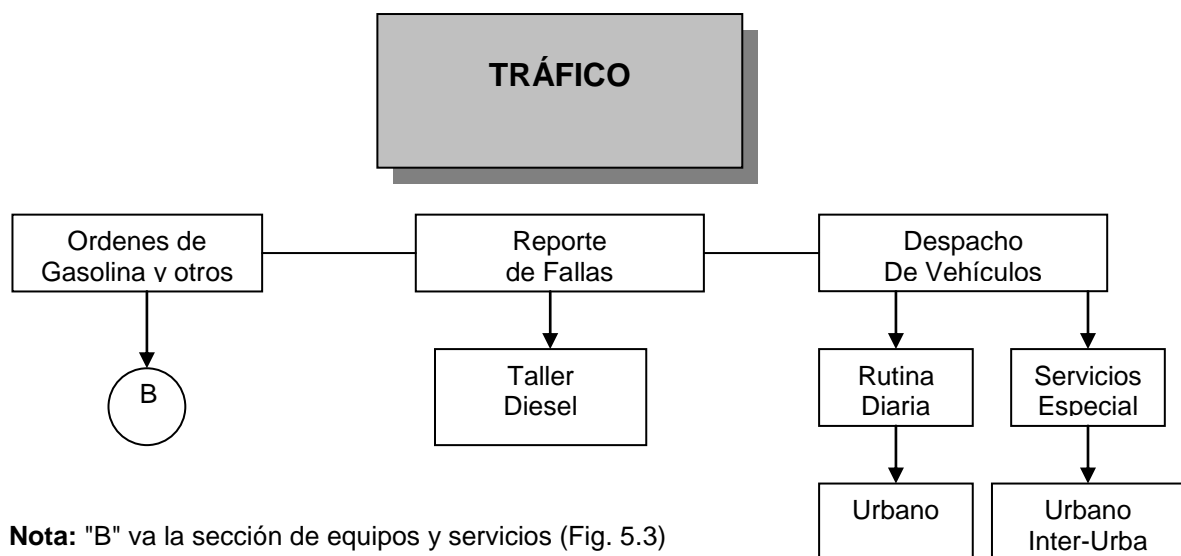 TRÁFICO
Ordenes de
Gasolina y otros
Reporte
de Fallas
Despacho
De Vehículos
B
Taller
Diesel
Rutina
Diaria
Servicios
Especial
Urbano
Urbano
Inter-Urba
Nota: "B" va la sección de equipos y servicios (Fig. 5.3)